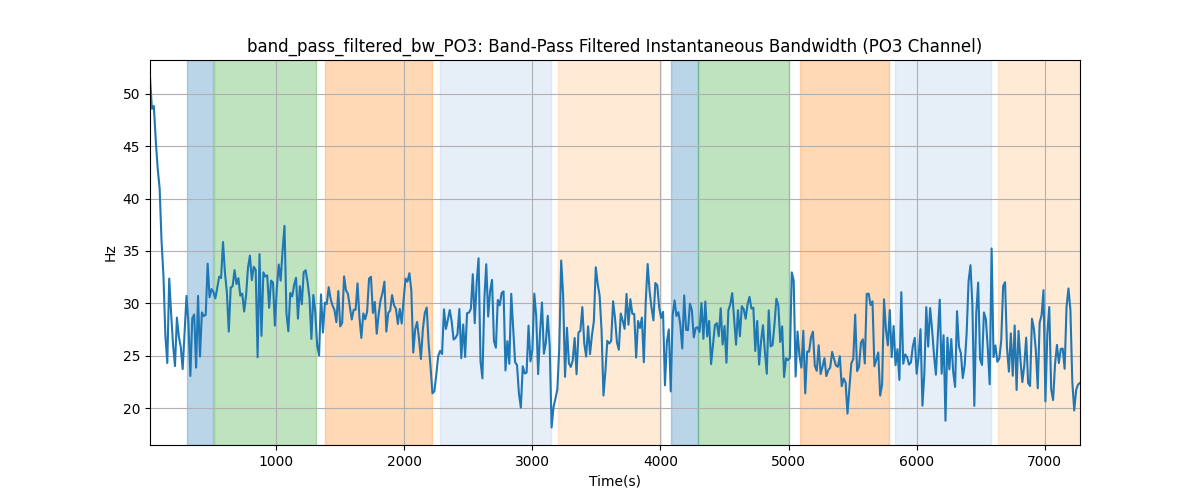 band_pass_filtered_bw_PO3: Band-Pass Filtered Instantaneous Bandwidth (PO3 Channel)
50
45
40
35
30
25
20
Hz
1000 2000 3000 4000 5000 6000 7000
Time(s)